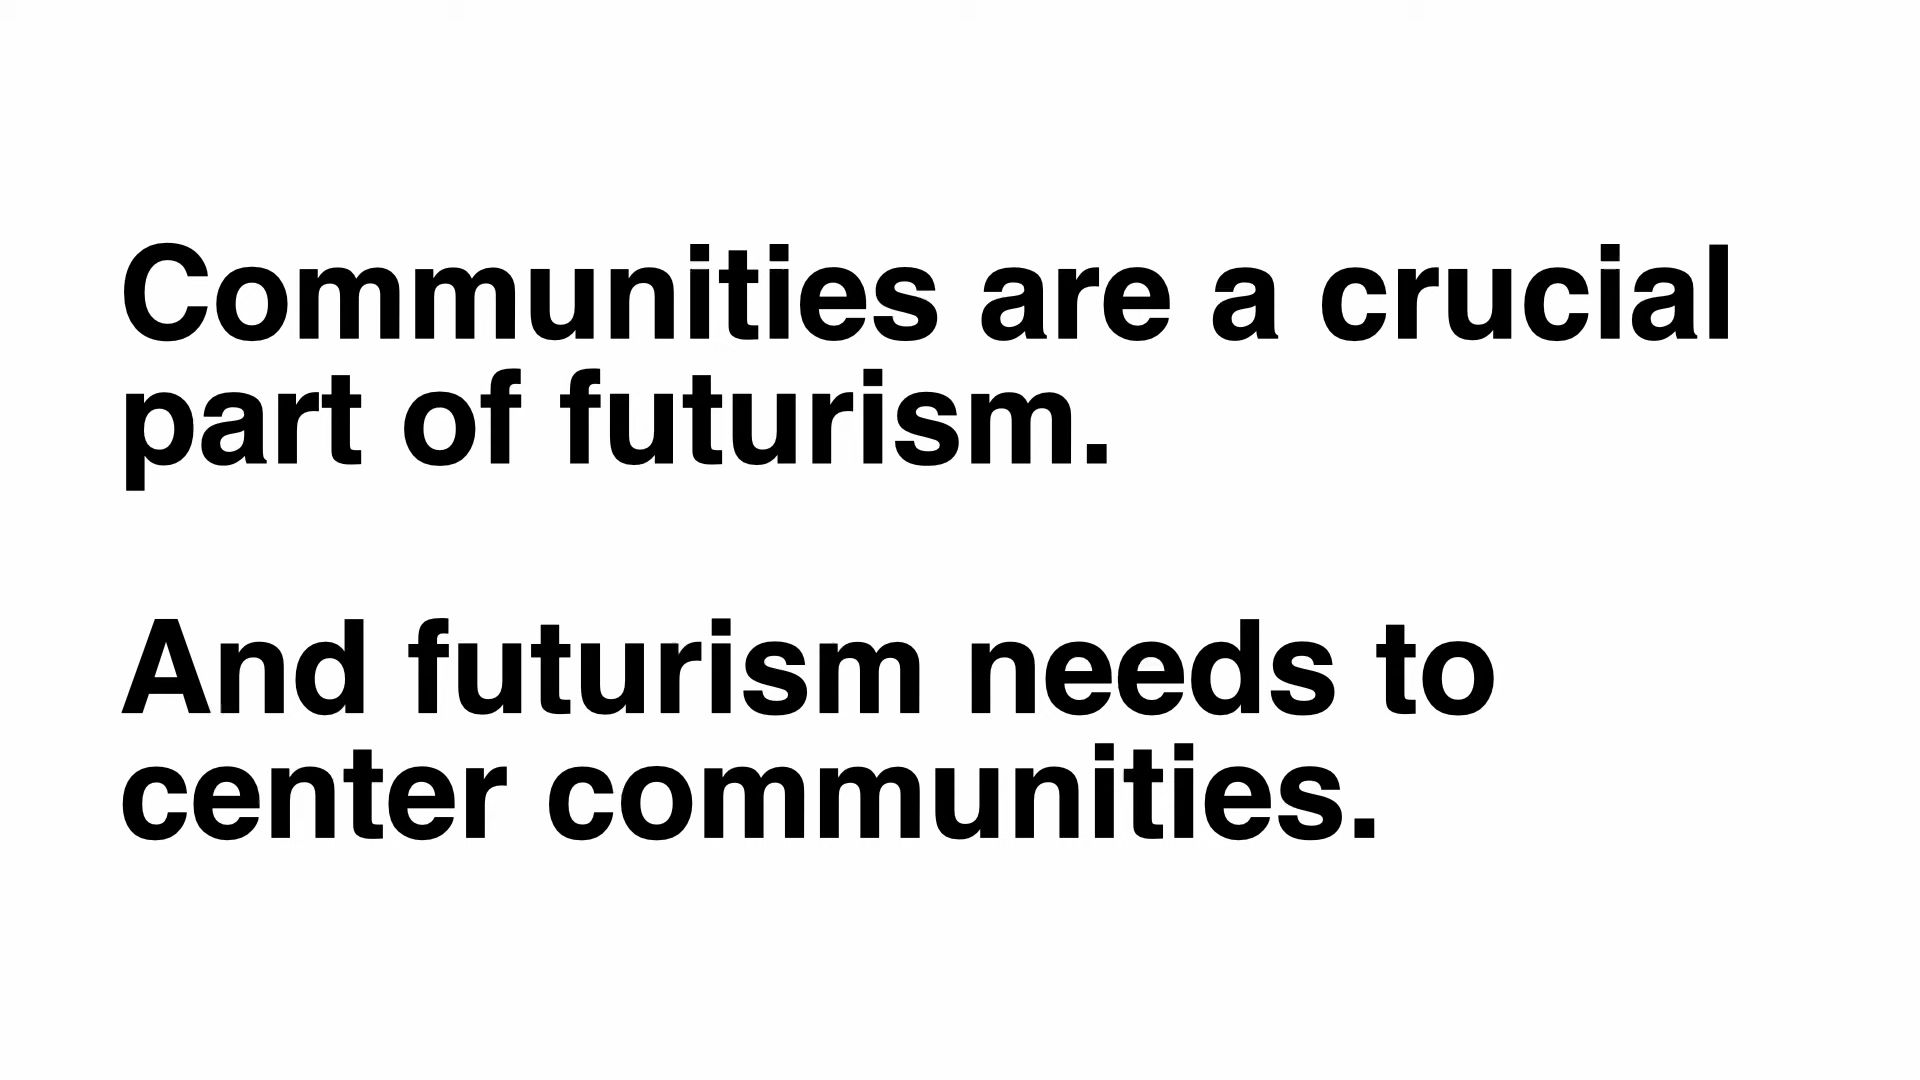 Communities are a crucial
part of futurism.
And futurism needs to
center communities.